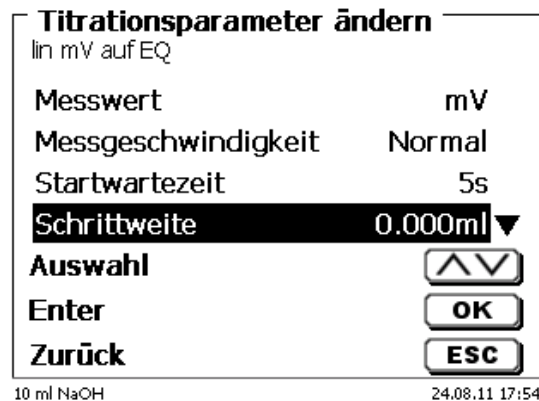 Titrationsparameter ändern
lin mV auf EQ
Messwert mV
Messgeschwindigkeit Normal
Startwartezeit 5s
Schrittweite 0.000ml
Auswahl
Enter OK
Zurück ESC
10 ml NaOH 24.08.11 17:54